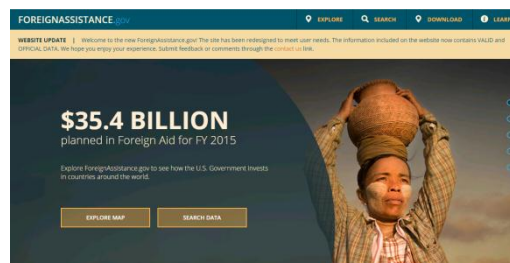 FOREIGNASSISTANCE.gov
EXPLORE
SEARCH
DOWNLOAD
LEARN
WEBSITE UPDATE | Welcome to the new ForeignAssistance.gov! The site has been redesigned to meet user needs. The information included on the website now contains VALID and
OFFICIAL DATA. We hope you enjoy your experience. Submit feedback or comments through the contact us link.
$35.4 BILLION
planned in Foreign Aid for FY 2015
Explore ForeignAssistance.gov to see how the U.S. Government invests
in countries around the world.
EXPLORE MAP
SEARCH DATA